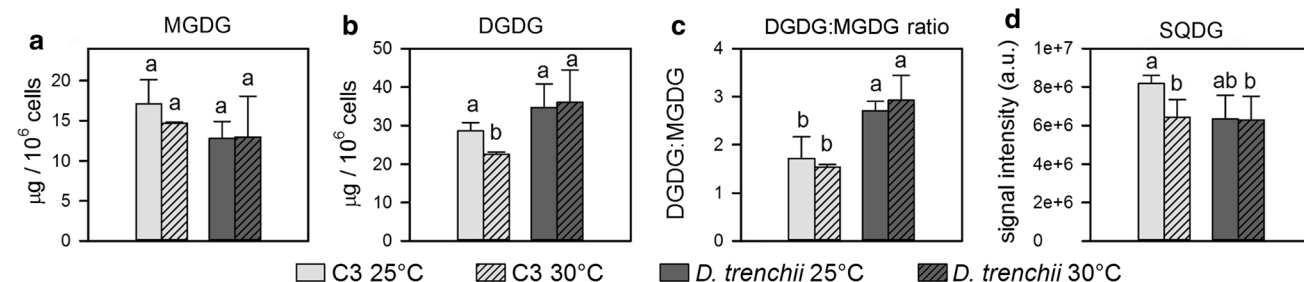 a MGDG
μg / 10⁶ cells
20
15
10
5
0
a a a a
b DGDG
μg / 10⁶ cells
50
40
30
20
10
0
a b a a
c DGDG:MGDG ratio
DGDG:MGDG
4
3
2
1
0
b b a a
d SQDG
signal intensity (a.u.)
1e+7
8e+6
6e+6
4e+6
2e+6
0
a b ab b
C3 25°C C3 30°C D. trenchii 25°C D. trenchii 30°C